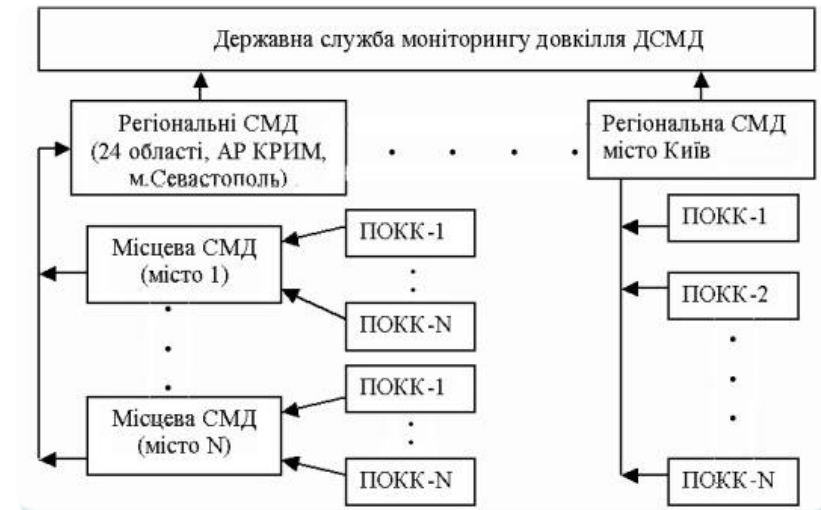 Державна служба моніторингу довкілля ДСМД
Регіональні СМД
(24 області, АР КРИМ,
м.Севастополь)
Регіональна СМД
місто Київ
Місцева СМД
(місто 1)
ПОКК-1
ПОКК-N
Місцева СМД
(місто N)
ПОКК-1
ПОКК-N
ПОКК-1
ПОКК-2
ПОКК-N